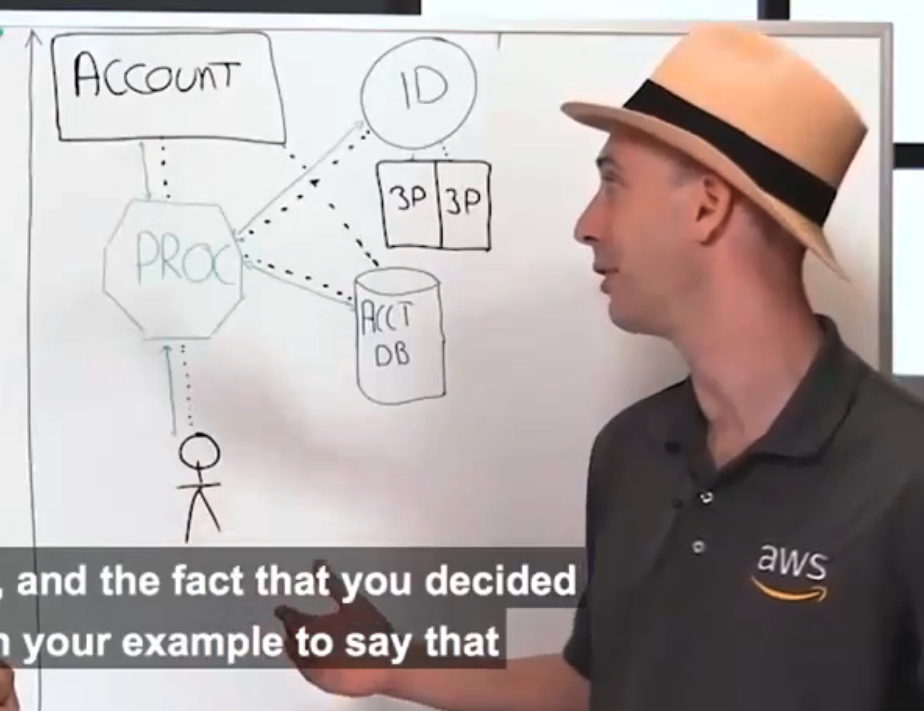 ACCOUNT
ID
3P 3P
PROC
ACCT
DB
aws
, and the fact that you decided
your example to say that